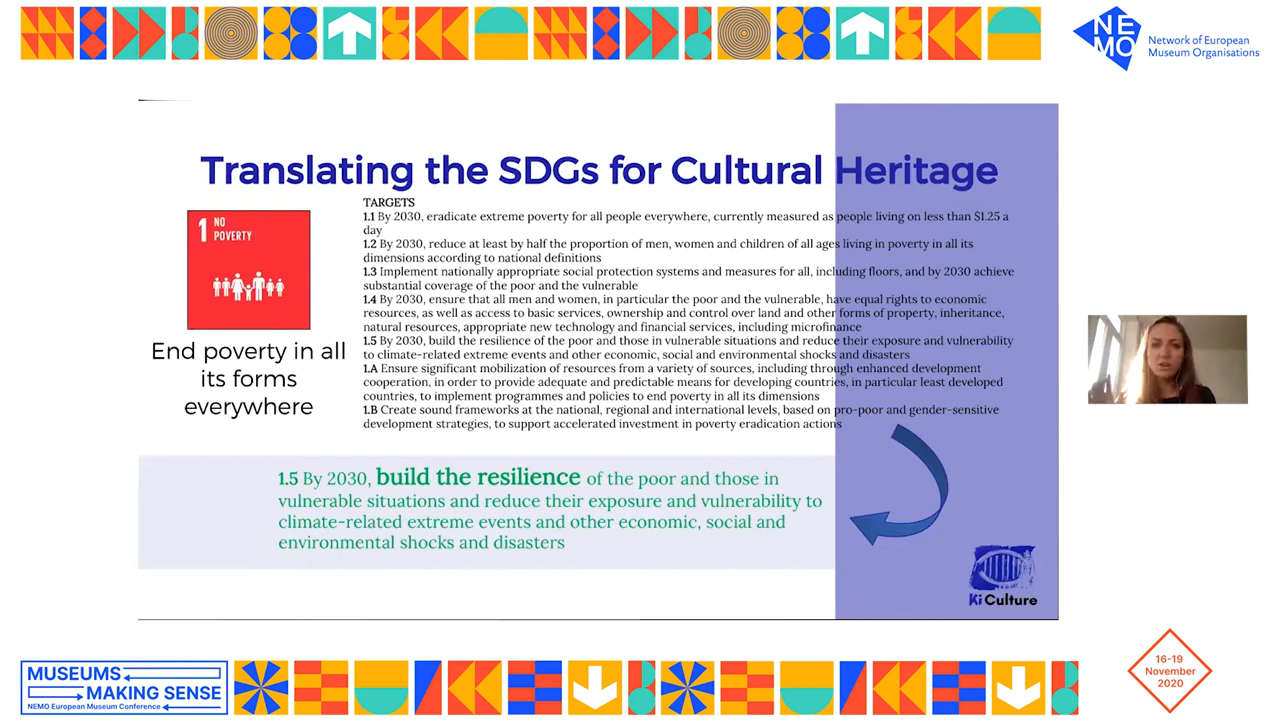 NE
MO
Network of European
Museum Organisations
Translating the SDGs for Cultural Heritage
1 NO
POVERTY
End poverty in all
its forms
everywhere
TARGETS
1.1 By 2030, eradicate extreme poverty for all people everywhere, currently measured as people living on less than $1.25 a
day
1.2 By 2030, reduce at least by half the proportion of men, women and children of all ages living in poverty in all its
dimensions according to national definitions
1.3 Implement nationally appropriate social protection systems and measures for all, including floors, and by 2030 achieve
substantial coverage of the poor and the vulnerable
1.4 By 2030, ensure that all men and women, in particular the poor and the vulnerable, have equal rights to economic
resources, as well as access to basic services, ownership and control over land and other forms of property, inheritance,
natural resources, appropriate new technology and financial services, including microfinance
1.5 By 2030, build the resilience of the poor and those in vulnerable situations and reduce their exposure and vulnerability
to climate-related extreme events and other economic, social and environmental shocks and disasters
1.A Ensure significant mobilization of resources from a variety of sources, including through enhanced development
cooperation, in order to provide adequate and predictable means for developing countries, in particular least developed
countries, to implement programmes and policies to end poverty in all its dimensions
1.B Create sound frameworks at the national, regional and international levels, based on pro-poor and gender-sensitive
development strategies, to support accelerated investment in poverty eradication actions
1.5 By 2030, build the resilience of the poor and those in
vulnerable situations and reduce their exposure and vulnerability to
climate-related extreme events and other economic, social and
environmental shocks and disasters
Ki Culture
MUSEUMS
MAKING SENSE
NEMO European Museum Conference
16-19
November
2020